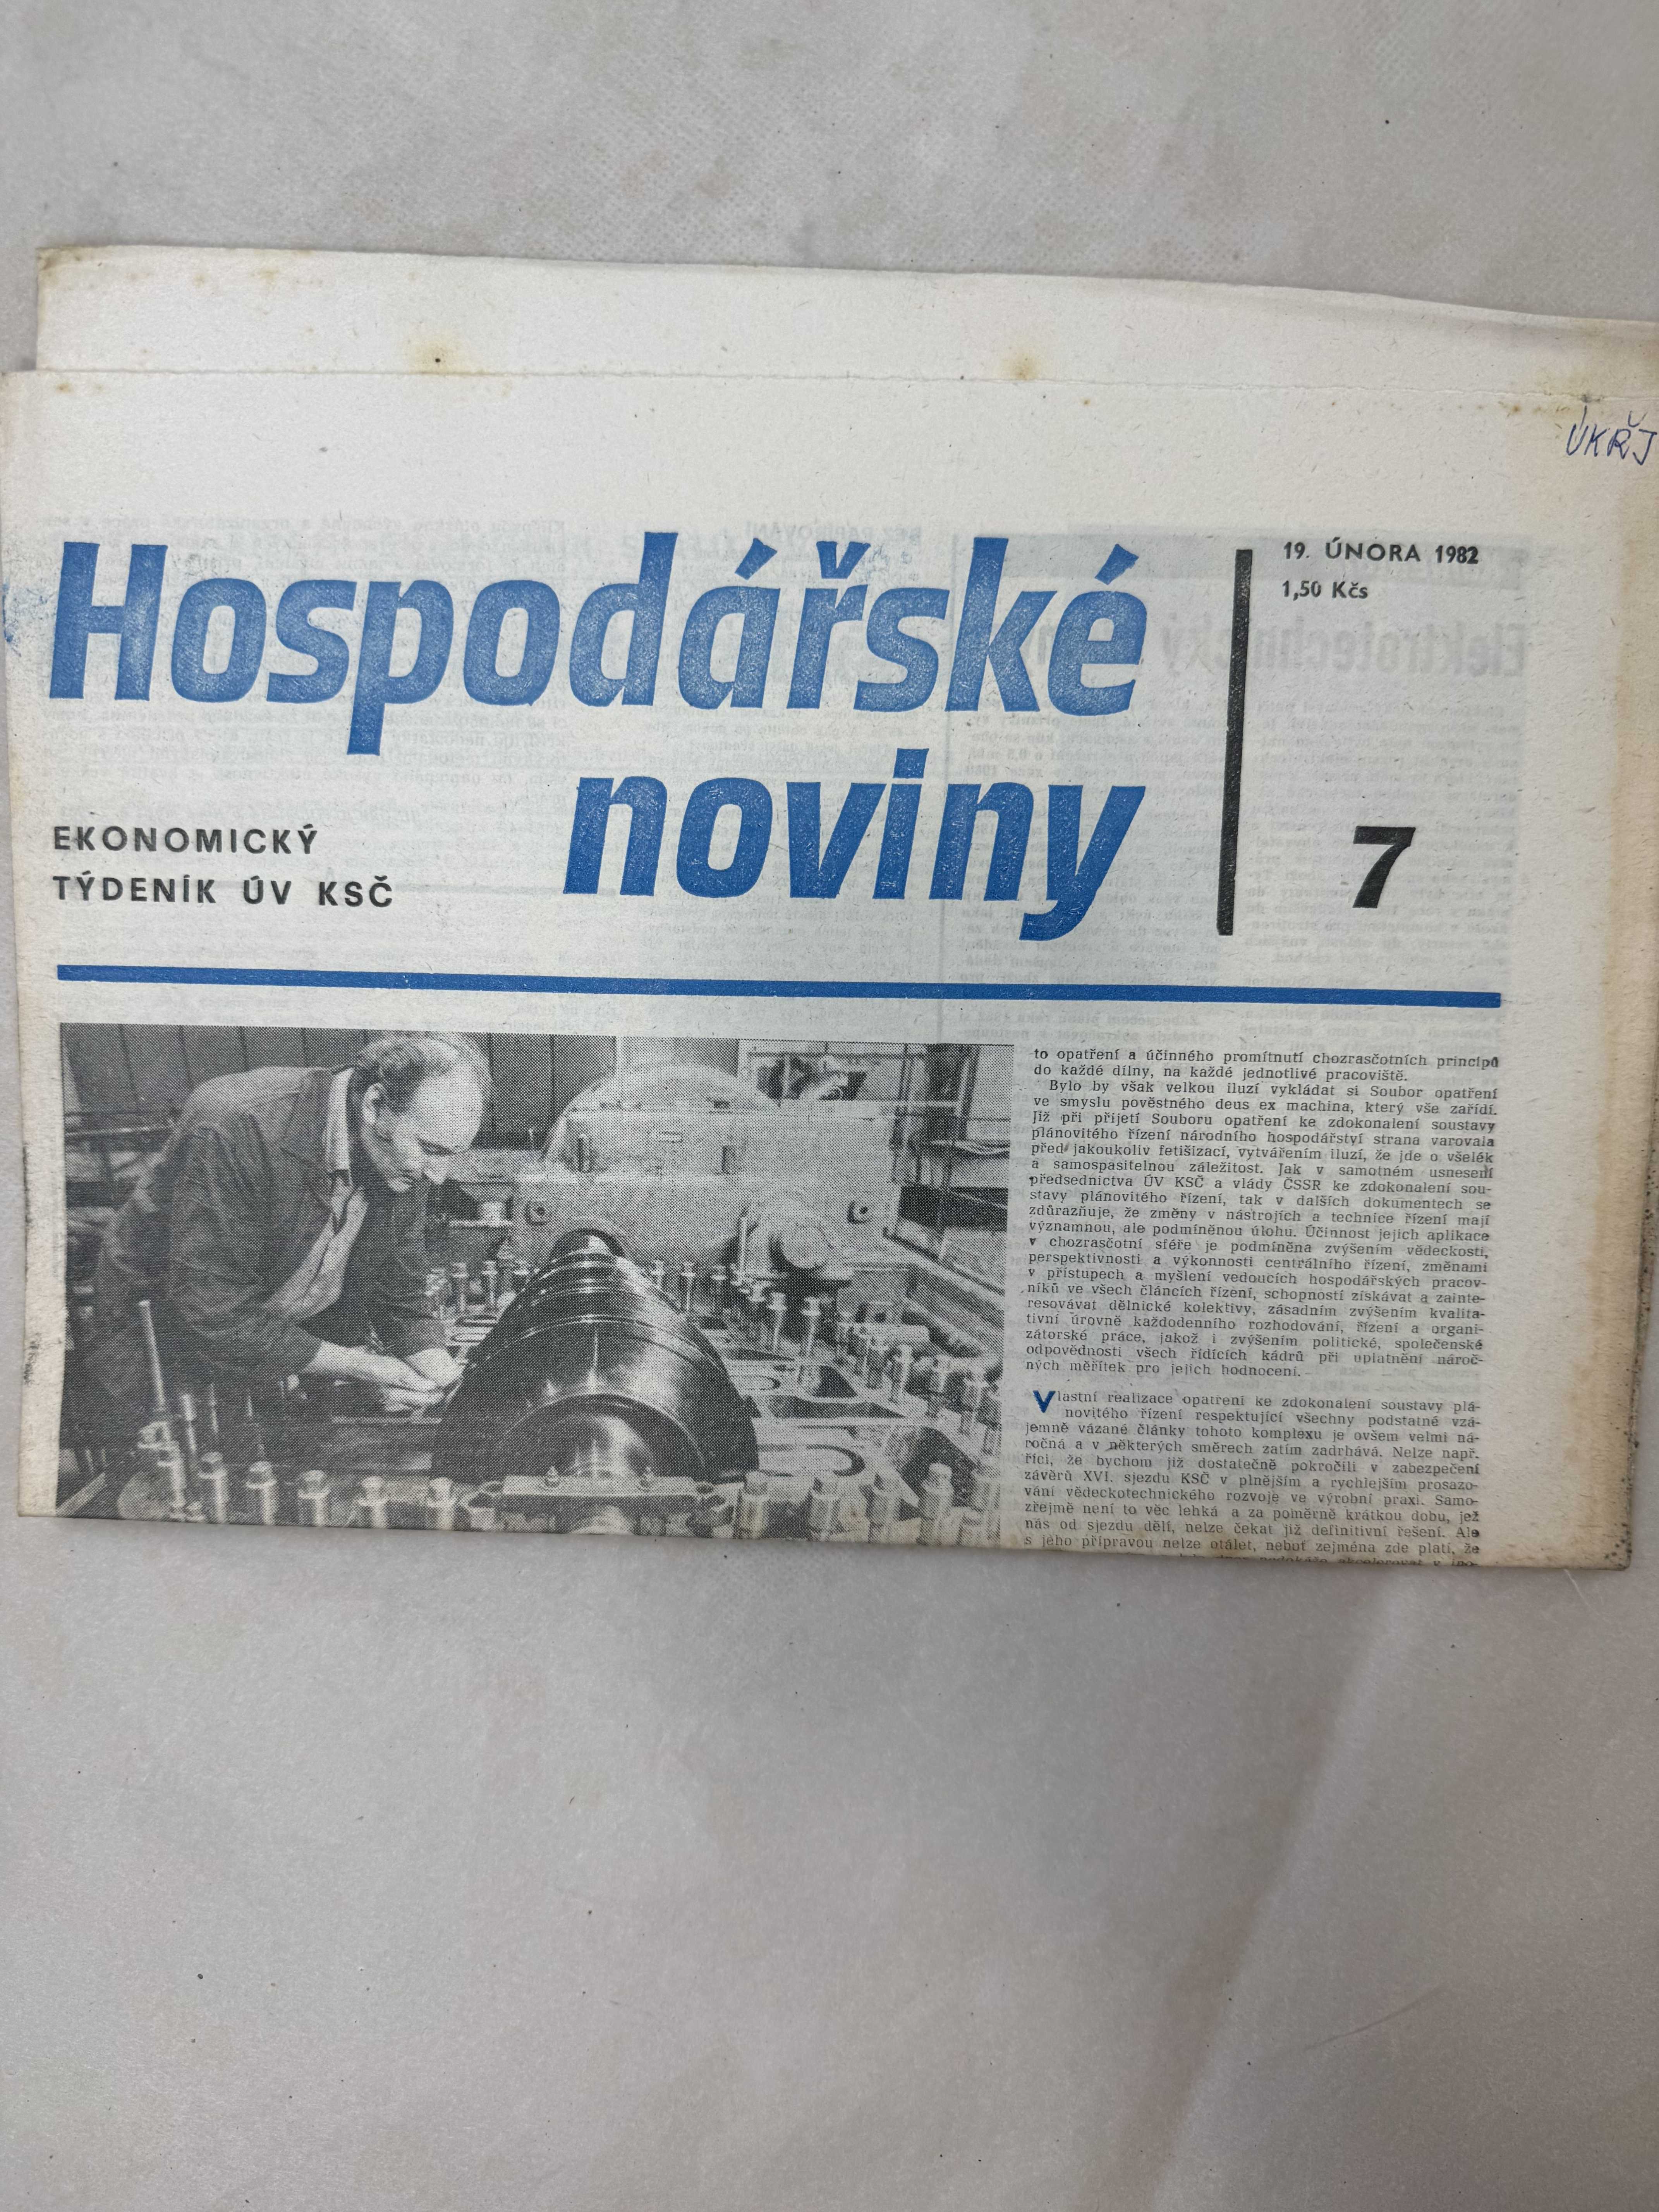 ÚKŘJ
Hospodářské
noviny
EKONOMICKÝ
TÝDENÍK ÚV KSČ
19. ÚNORA 1982
1,50 Kčs
7
to opatření a účinného promítnutí chozrasčotních principů
do každé dílny, na každé jednotlivé pracoviště.
Bylo by však velkou iluzí vykládat si Soubor opatření
ve smyslu pověstného deus ex machina, který vše zařídí.
Již při přijetí Souboru opatření ke zdokonalení soustavy
plánovitého řízení národního hospodářství strana varovala
před jakoukoliv fetišizací, vytvářením iluzí, že jde o všelék
a samospasitelnou záležitost. Jak v samotném usnesení
předsednictva ÚV KSČ a vlády ČSSR ke zdokonalení sou-
stavy plánovitého řízení, tak v dalších dokumentech se
zdůrazňuje, že změny v nástrojích a technice řízení mají
významnou, ale podmíněnou úlohu. Účinnost jejich aplikace
v chozrasčotní sféře je podmíněna zvýšením vědeckosti,
perspektivnosti a výkonnosti centrálního řízení, změnami
v přístupech a myšlení vedoucích hospodářských pracov-
níků ve všech článcích řízení, schopností získávat a zainte-
resovávat dělnické kolektivy, zásadním zvýšením kvalita-
tivní úrovně každodenního rozhodování, řízení a organi-
zátorské práce, jakož i zvýšením politické, společenské
odpovědnosti všech řídících kádrů při uplatnění nároč-
ných měřítek pro jejich hodnocení.
Vlastní realizace opatření ke zdokonalení soustavy plá-
novitého řízení respektující všechny podstatné vzá-
jemně vázané články tohoto komplexu je ovšem velmi ná-
ročná a v některých směrech zatím zadrhává. Nelze např.
říci, že bychom již dostatečně pokročili v zabezpečení
závěrů XVI. sjezdu KSČ v plnějším a rychlejším prosazo-
vání vědeckotechnického rozvoje ve výrobní praxi. Samo-
zřejmě není to věc lehká a za poměrně krátkou dobu, jež
nás od sjezdu dělí, nelze čekat již definitivní řešení. Ale
s jeho přípravou nelze otálet, neboť zejména zde platí, že